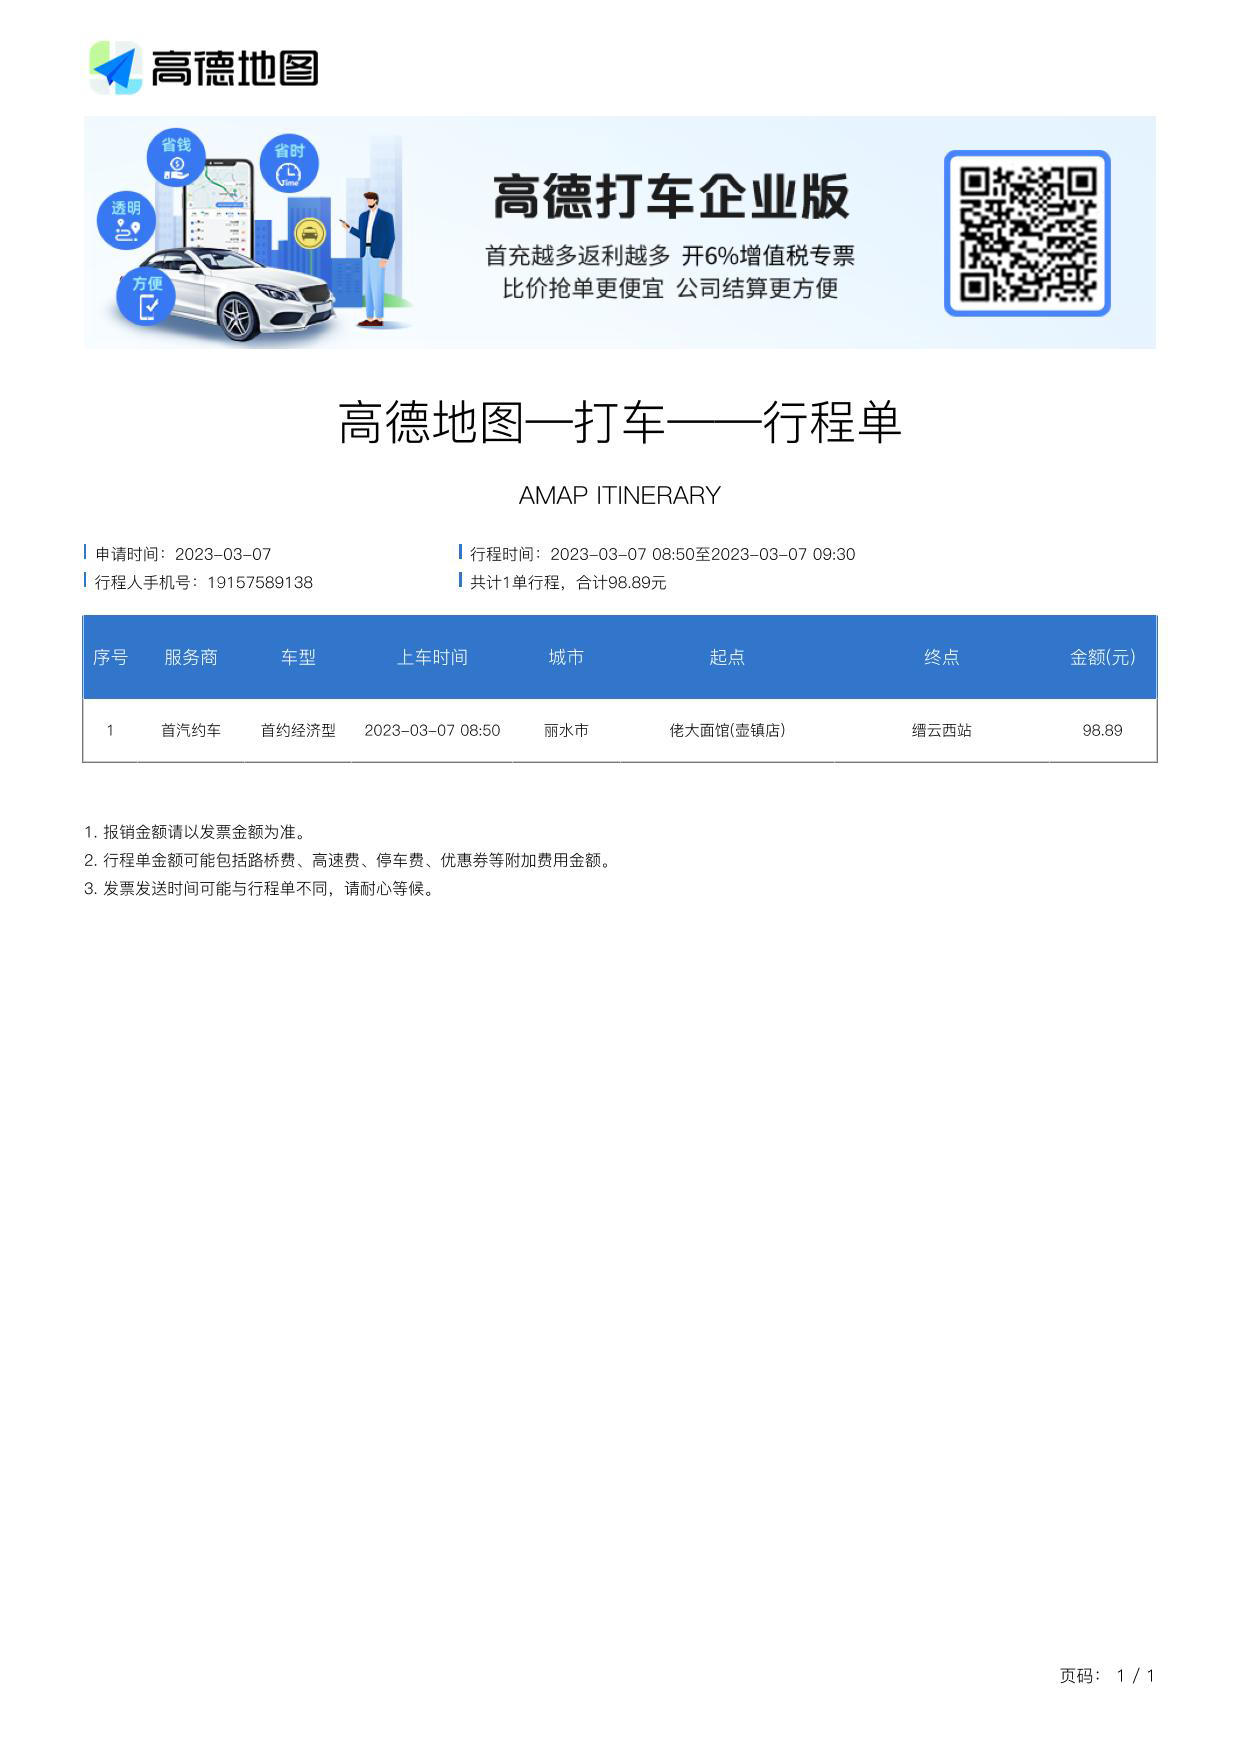 高德地图
省钱
省时
Time
透明
方便
高德打车企业版
首充越多返利越多 开6%增值税专票
比价抢单更便宜 公司结算更方便
高德地图—打车——行程单
AMAP ITINERARY
申请时间：2023-03-07 行程时间：2023-03-07 08:50至2023-03-07 09:30
行程人手机号：19157589138 共计1单行程，合计98.89元
序号 服务商 车型 上车时间 城市 起点 终点 金额(元)
1 首汽约车 首约经济型 2023-03-07 08:50 丽水市 佬大面馆(壶镇店) 缙云西站 98.89
1. 报销金额请以发票金额为准。
2. 行程单金额可能包括路桥费、高速费、停车费、优惠券等附加费用金额。
3. 发票发送时间可能与行程单不同，请耐心等候。
页码： 1 / 1